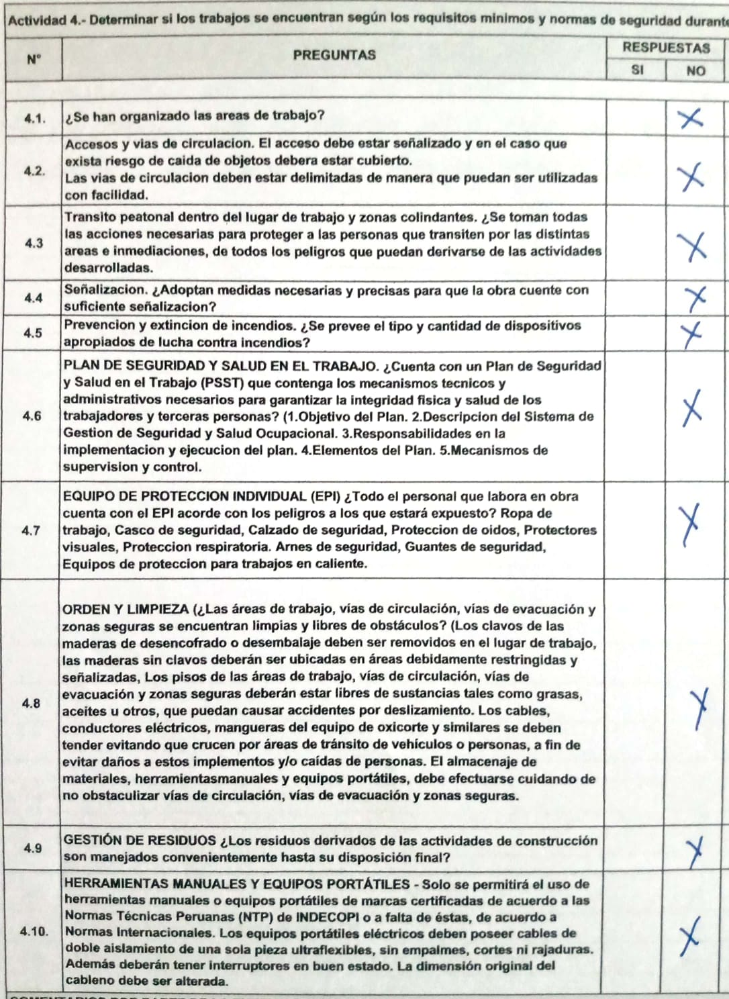 Actividad 4.- Determinar si los trabajos se encuentran según los requisitos minimos y normas de seguridad durante
N°
PREGUNTAS
RESPUESTAS
SI
NO
4.1.
¿Se han organizado las areas de trabajo?
X
4.2.
Accesos y vias de circulacion. El acceso debe estar señalizado y en el caso que
exista riesgo de caida de objetos debera estar cubierto.
Las vias de circulacion deben estar delimitadas de manera que puedan ser utilizadas
con facilidad.
X
4.3
Transito peatonal dentro del lugar de trabajo y zonas colindantes. ¿Se toman todas
las acciones necesarias para proteger a las personas que transiten por las distintas
areas e inmediaciones, de todos los peligros que puedan derivarse de las actividades
desarrolladas.
X
4.4
Señalizacion. ¿Adoptan medidas necesarias y precisas para que la obra cuente con
suficiente señalizacion?
X
4.5
Prevencion y extincion de incendios. ¿Se prevee el tipo y cantidad de dispositivos
apropiados de lucha contra incendios?
X
4.6
PLAN DE SEGURIDAD Y SALUD EN EL TRABAJO. ¿Cuenta con un Plan de Seguridad
y Salud en el Trabajo (PSST) que contenga los mecanismos tecnicos y
administrativos necesarios para garantizar la integridad fisica y salud de los
trabajadores y terceras personas? (1.Objetivo del Plan. 2.Descripcion del Sistema de
Gestion de Seguridad y Salud Ocupacional. 3.Responsabilidades en la
implementacion y ejecucion del plan. 4.Elementos del Plan. 5.Mecanismos de
supervision y control.
X
4.7
EQUIPO DE PROTECCION INDIVIDUAL (EPI) ¿Todo el personal que labora en obra
cuenta con el EPI acorde con los peligros a los que estará expuesto? Ropa de
trabajo, Casco de seguridad, Calzado de seguridad, Proteccion de oidos, Protectores
visuales, Proteccion respiratoria. Arnes de seguridad, Guantes de seguridad,
Equipos de proteccion para trabajos en caliente.
X
4.8
ORDEN Y LIMPIEZA (¿Las áreas de trabajo, vías de circulación, vías de evacuación y
zonas seguras se encuentran limpias y libres de obstáculos? (Los clavos de las
maderas de desencofrado o desembalaje deben ser removidos en el lugar de trabajo,
las maderas sin clavos deberán ser ubicadas en áreas debidamente restringidas y
señalizadas, Los pisos de las áreas de trabajo, vías de circulación, vías de
evacuación y zonas seguras deberán estar libres de sustancias tales como grasas,
aceites u otros, que puedan causar accidentes por deslizamiento. Los cables,
conductores eléctricos, mangueras del equipo de oxicorte y similares se deben
tender evitando que crucen por áreas de tránsito de vehículos o personas, a fin de
evitar daños a estos implementos y/o caídas de personas. El almacenaje de
materiales, herramientasmanuales y equipos portátiles, debe efectuarse cuidando de
no obstaculizar vías de circulación, vías de evacuación y zonas seguras.
X
4.9
GESTIÓN DE RESIDUOS ¿Los residuos derivados de las actividades de construcción
son manejados convenientemente hasta su disposición final?
X
4.10.
HERRAMIENTAS MANUALES Y EQUIPOS PORTÁTILES - Solo se permitirá el uso de
herramientas manuales o equipos portátiles de marcas certificadas de acuerdo a las
Normas Técnicas Peruanas (NTP) de INDECOPI o a falta de éstas, de acuerdo a
Normas Internacionales. Los equipos portátiles eléctricos deben poseer cables de
doble aislamiento de una sola pieza ultraflexibles, sin empalmes, cortes ni rajaduras.
Además deberán tener interruptores en buen estado. La dimensión original del
cableno debe ser alterada.
X